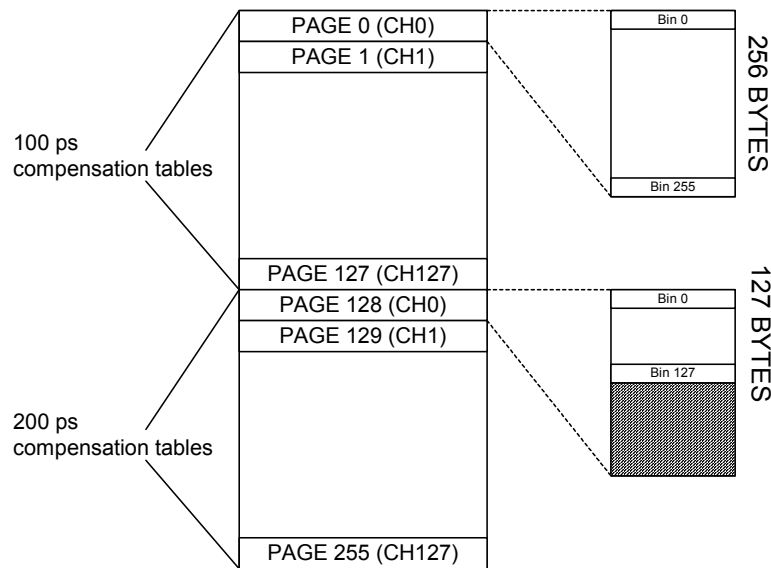 PAGE 0 (CH0)
PAGE 1 (CH1)
100 ps
compensation tables
PAGE 127 (CH127)
PAGE 128 (CH0)
PAGE 129 (CH1)
200 ps
compensation tables
PAGE 255 (CH127)
Bin 0
Bin 255
256 BYTES
Bin 0
Bin 127
127 BYTES